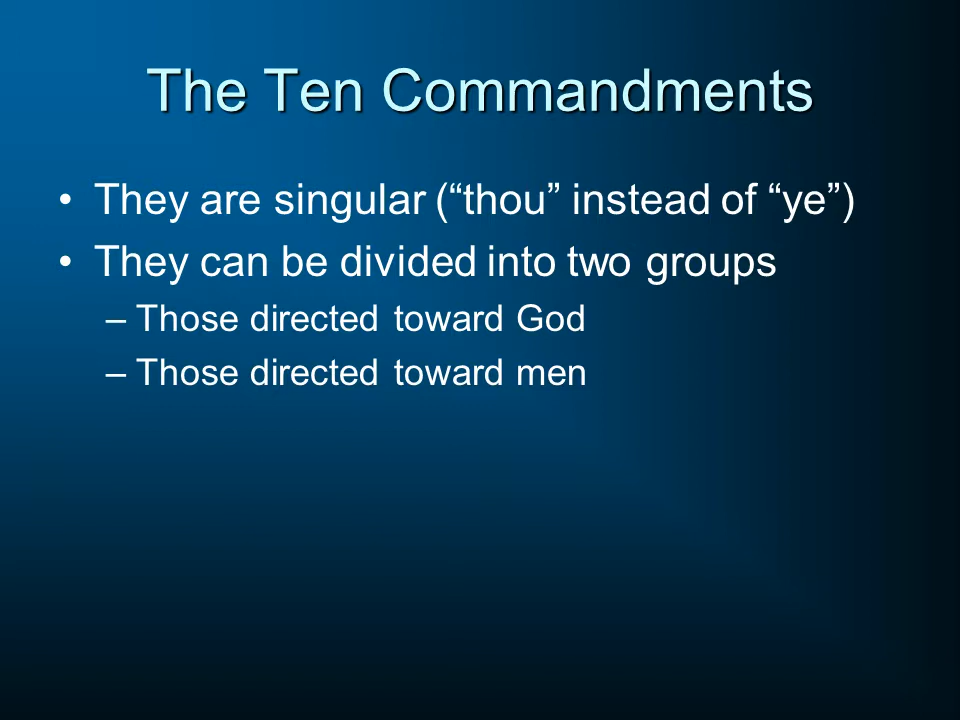 The Ten Commandments
• They are singular (“thou” instead of “ye”)
• They can be divided into two groups
– Those directed toward God
– Those directed toward men